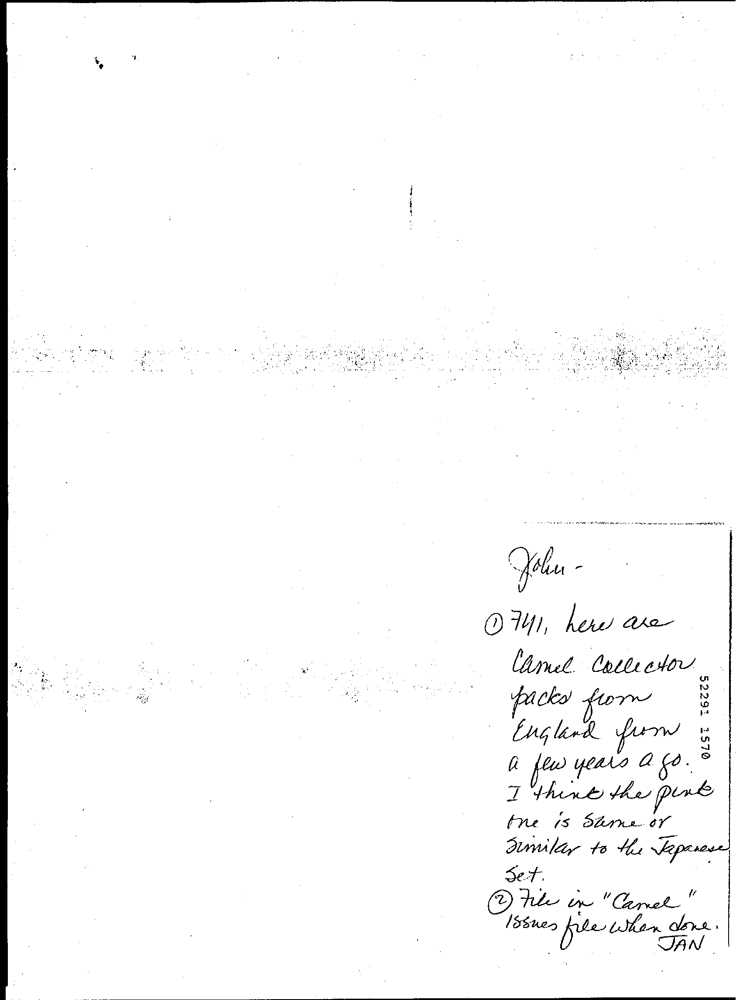 John -
① 741, here are
Camel Collector
packs from
England from
a few years ago.
I think the pink
one is same or
similar to the Japanese
Set.
② File in "Camel"
Issues file when done.
JAN
52291 1570